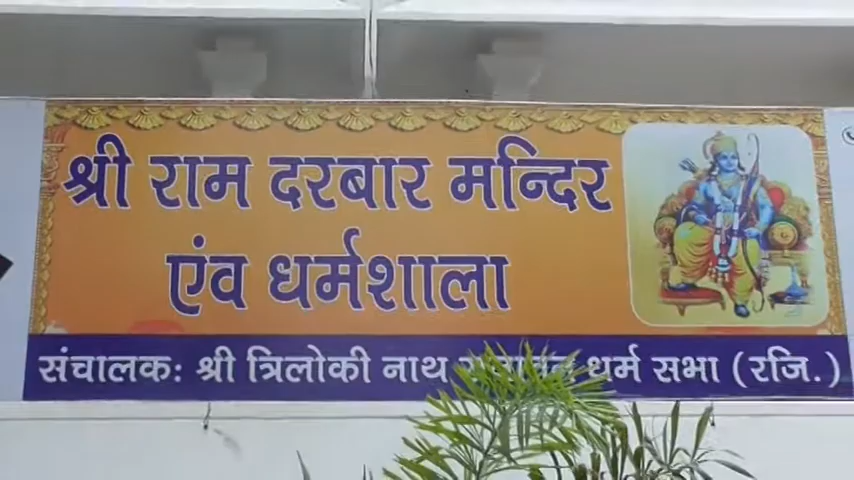 श्री राम दरबार मन्दिर
एंव धर्मशाला
संचालक: श्री त्रिलोकी नाथ धर्म सभा (रजि.)